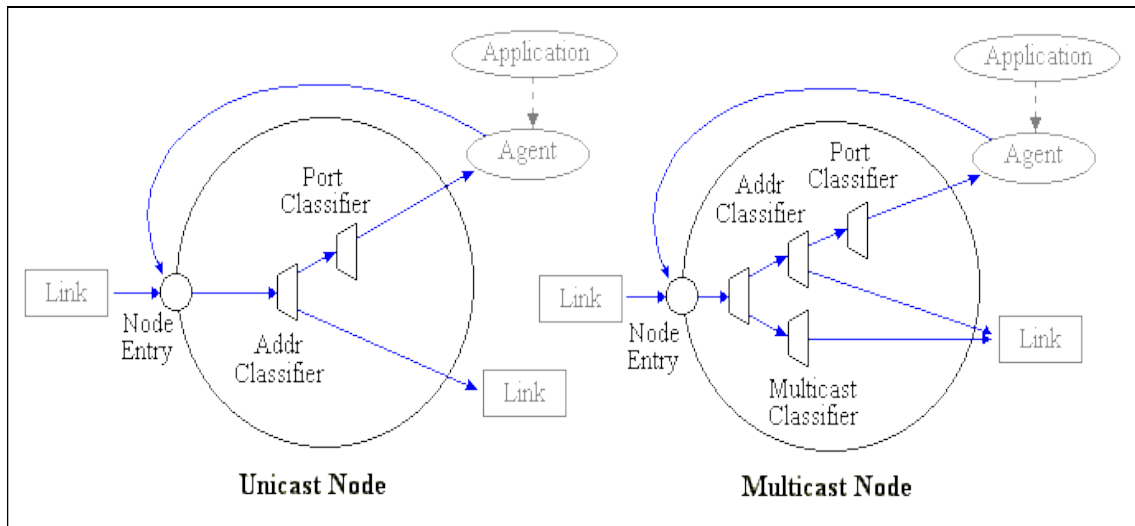 Application
Agent
Port
Classifier
Link
Node
Entry
Addr
Classifier
Link
Unicast Node
Application
Agent
Port
Classifier
Addr
Classifier
Link
Node
Entry
Link
Multicast
Classifier
Multicast Node